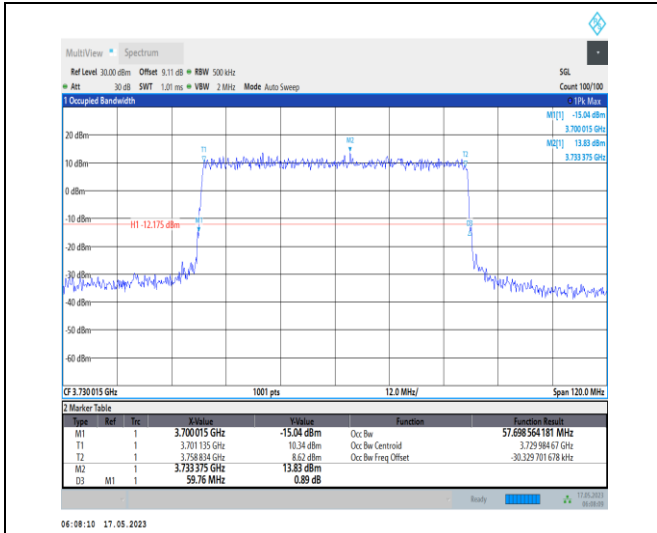 MultiView Spectrum
Ref Level 30.00 dBm Offset 9.11 dB RBW 500 kHz SGL
Att 30 dB SWT 1.01 ms VBW 2 MHz Mode Auto Sweep Count 100/100
1 Occupied Bandwidth 1Pk Max
M1[1] -15.04 dBm
3.700 015 GHz
M2[1] 13.83 dBm
3.733 375 GHz
20 dBm
M2
T1
T2
10 dBm
0 dBm
-10 dBm
M1
H1 -12.175 dBm
-20 dBm
-30 dBm
-40 dBm
-50 dBm
-60 dBm
CF 3.730 015 GHz 1001 pts 12.0 MHz/ Span 120.0 MHz
2 Marker Table
Type Ref Trc X-Value Y-Value Function Function Result
M1 1 3.700 015 GHz -15.04 dBm Occ Bw 57.698 564 181 MHz
T1 1 3.701 135 GHz 10.34 dBm Occ Bw Centroid 3.729 984 67 GHz
T2 1 3.758 834 GHz 8.62 dBm Occ Bw Freq Offset -30.329 701 678 kHz
M2 1 3.733 375 GHz 13.83 dBm
D3 M1 1 59.76 MHz 0.89 dB
Ready 17.05.2023
06:08:09
06:08:10 17.05.2023